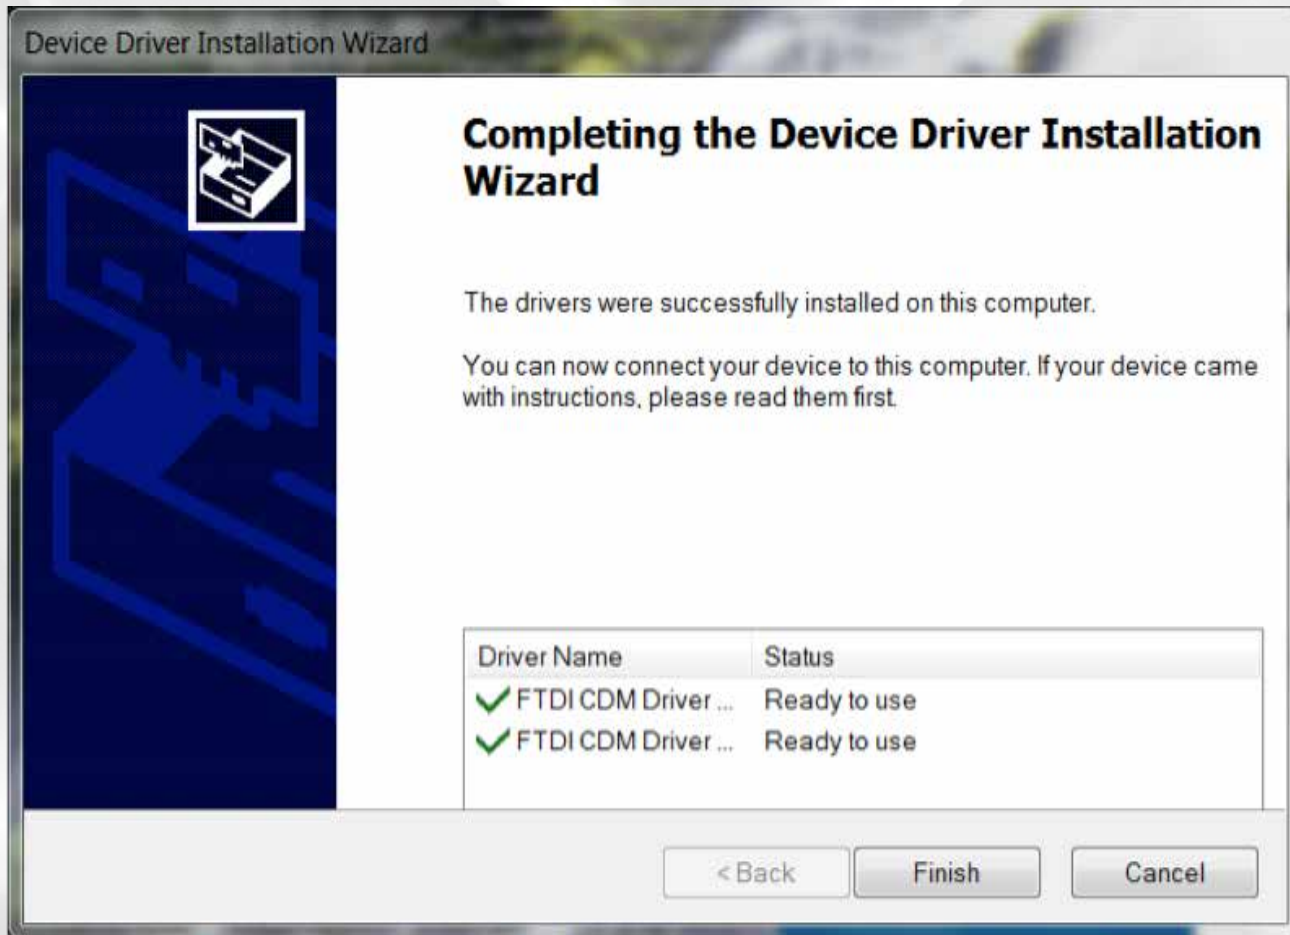 Device Driver Installation Wizard
Completing the Device Driver Installation
Wizard
The drivers were successfully installed on this computer.
You can now connect your device to this computer. If your device came
with instructions, please read them first.
Driver Name Status
FTDI CDM Driver ... Ready to use
FTDI CDM Driver ... Ready to use
< Back Finish Cancel